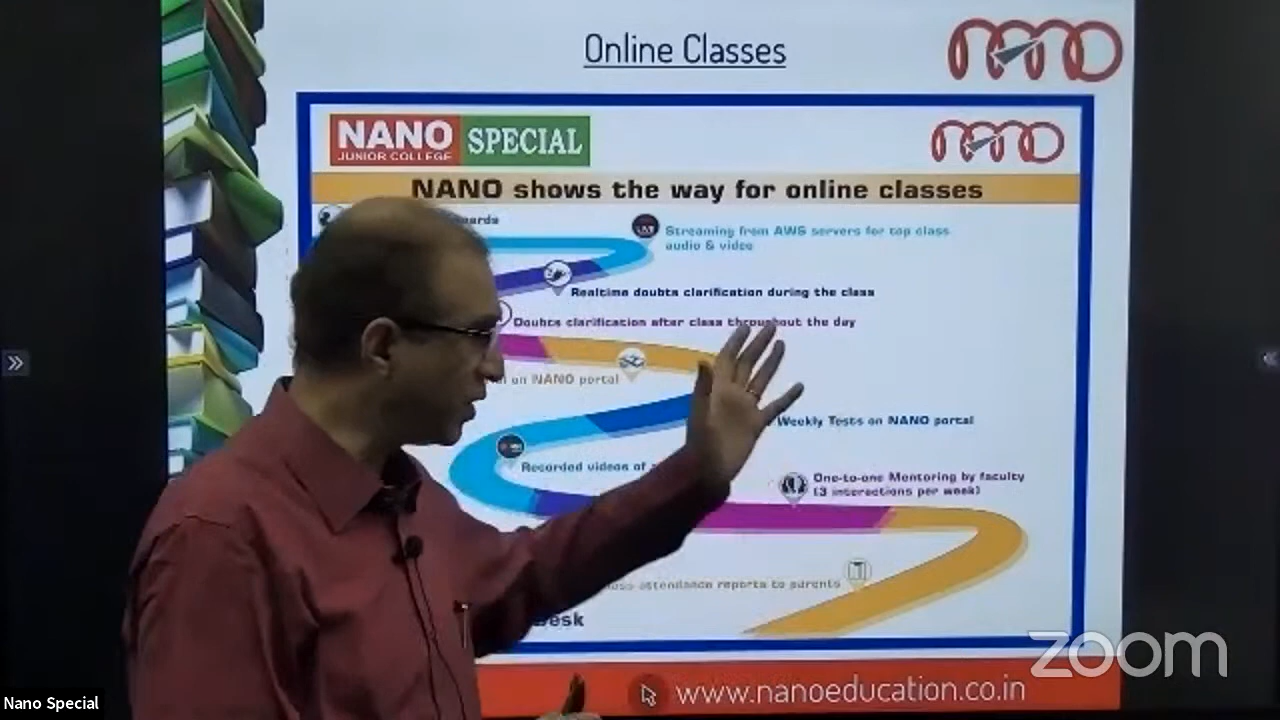 Online Classes
nano
NANO SPECIAL
JUNIOR COLLEGE
nano
NANO shows the way for online classes
Streaming from AWS servers for top class
audio & video
Realtime doubts clarification during the class
Doubts clarification after class throughout the day
on NANO portal
Weekly Tests on NANO portal
Recorded videos of
One-to-one Mentoring by faculty
(3 interactions per week)
attendance reports to parents
Desk
zoom
www.nanoeducation.co.in
Nano Special